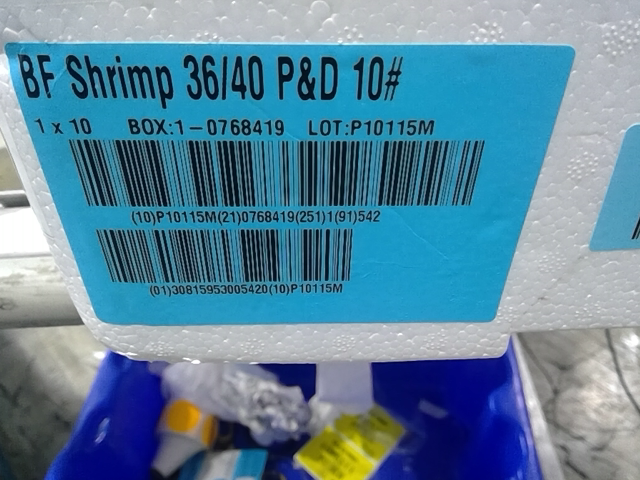 BF Shrimp 36/40 P&D 10#
1 x 10 BOX:1-0768419 LOT:P10115M
(10)P10115M(21)0768419(251)1(91)542
(01)30815953005420(10)P10115M